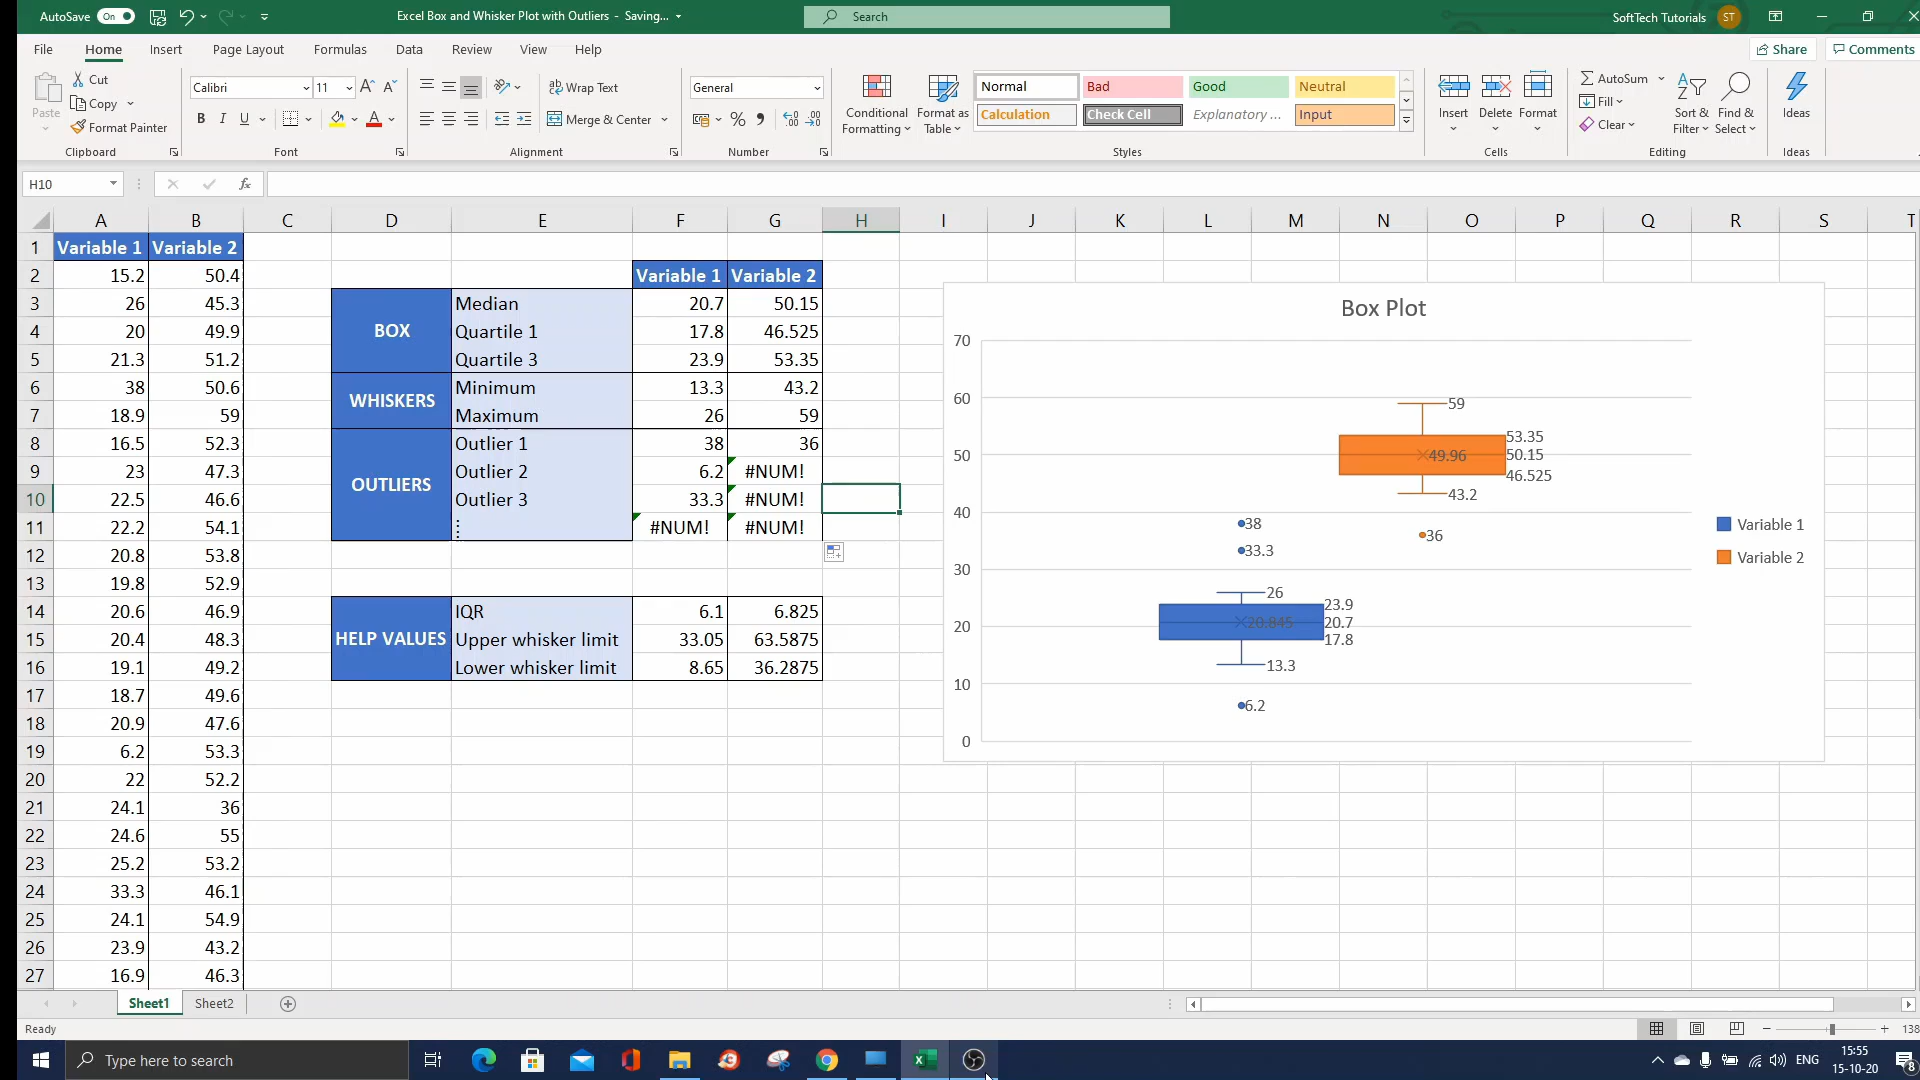 AutoSave On Excel Box and Whisker Plot with Outliers - Saving... Search SoftTech Tutorials ST
File Home Insert Page Layout Formulas Data Review View Help Share Comments
Paste Cut Copy Format Painter
Calibri 11
B I U A
Wrap Text
Merge & Center
General
Conditional Formatting
Format as Table
Normal Bad Good Neutral
Calculation Check Cell Explanatory ... Input
Insert Delete Format
AutoSum
Fill
Clear
Sort & Filter
Find & Select
Ideas
Clipboard Font Alignment Number Styles Cells Editing Ideas
H10 fx
A B C D E F G H I J K L M N O P Q R S T
1 Variable 1 Variable 2
2 15.2 50.4 Variable 1 Variable 2
3 26 45.3 Median 20.7 50.15
4 20 49.9 BOX Quartile 1 17.8 46.525
5 21.3 51.2 Quartile 3 23.9 53.35
6 38 50.6 WHISKERS Minimum 13.3 43.2
7 18.9 59 Maximum 26 59
8 16.5 52.3 Outlier 1 38 36
9 23 47.3 Outlier 2 6.2 #NUM!
10 22.5 46.6 OUTLIERS Outlier 3 33.3 #NUM!
11 22.2 54.1 ⋮ #NUM! #NUM!
12 20.8 53.8
13 19.8 52.9
14 20.6 46.9 IQR 6.1 6.825
15 20.4 48.3 HELP VALUES Upper whisker limit 33.05 63.5875
16 19.1 49.2 Lower whisker limit 8.65 36.2875
17 18.7 49.6
18 20.9 47.6
19 6.2 53.3
20 22 52.2
21 24.1 36
22 24.6 55
23 25.2 53.2
24 33.3 46.1
25 24.1 54.9
26 23.9 43.2
27 16.9 46.3
Box Plot
70
60
50
40
30
20
10
0
59
53.35
49.96 50.15
46.525
43.2
38
36
33.3
26
23.9
20.845 20.7
17.8
13.3
6.2
Variable 1
Variable 2
Sheet1 Sheet2
Ready 138
Type here to search ENG 15:55
15-10-20 8